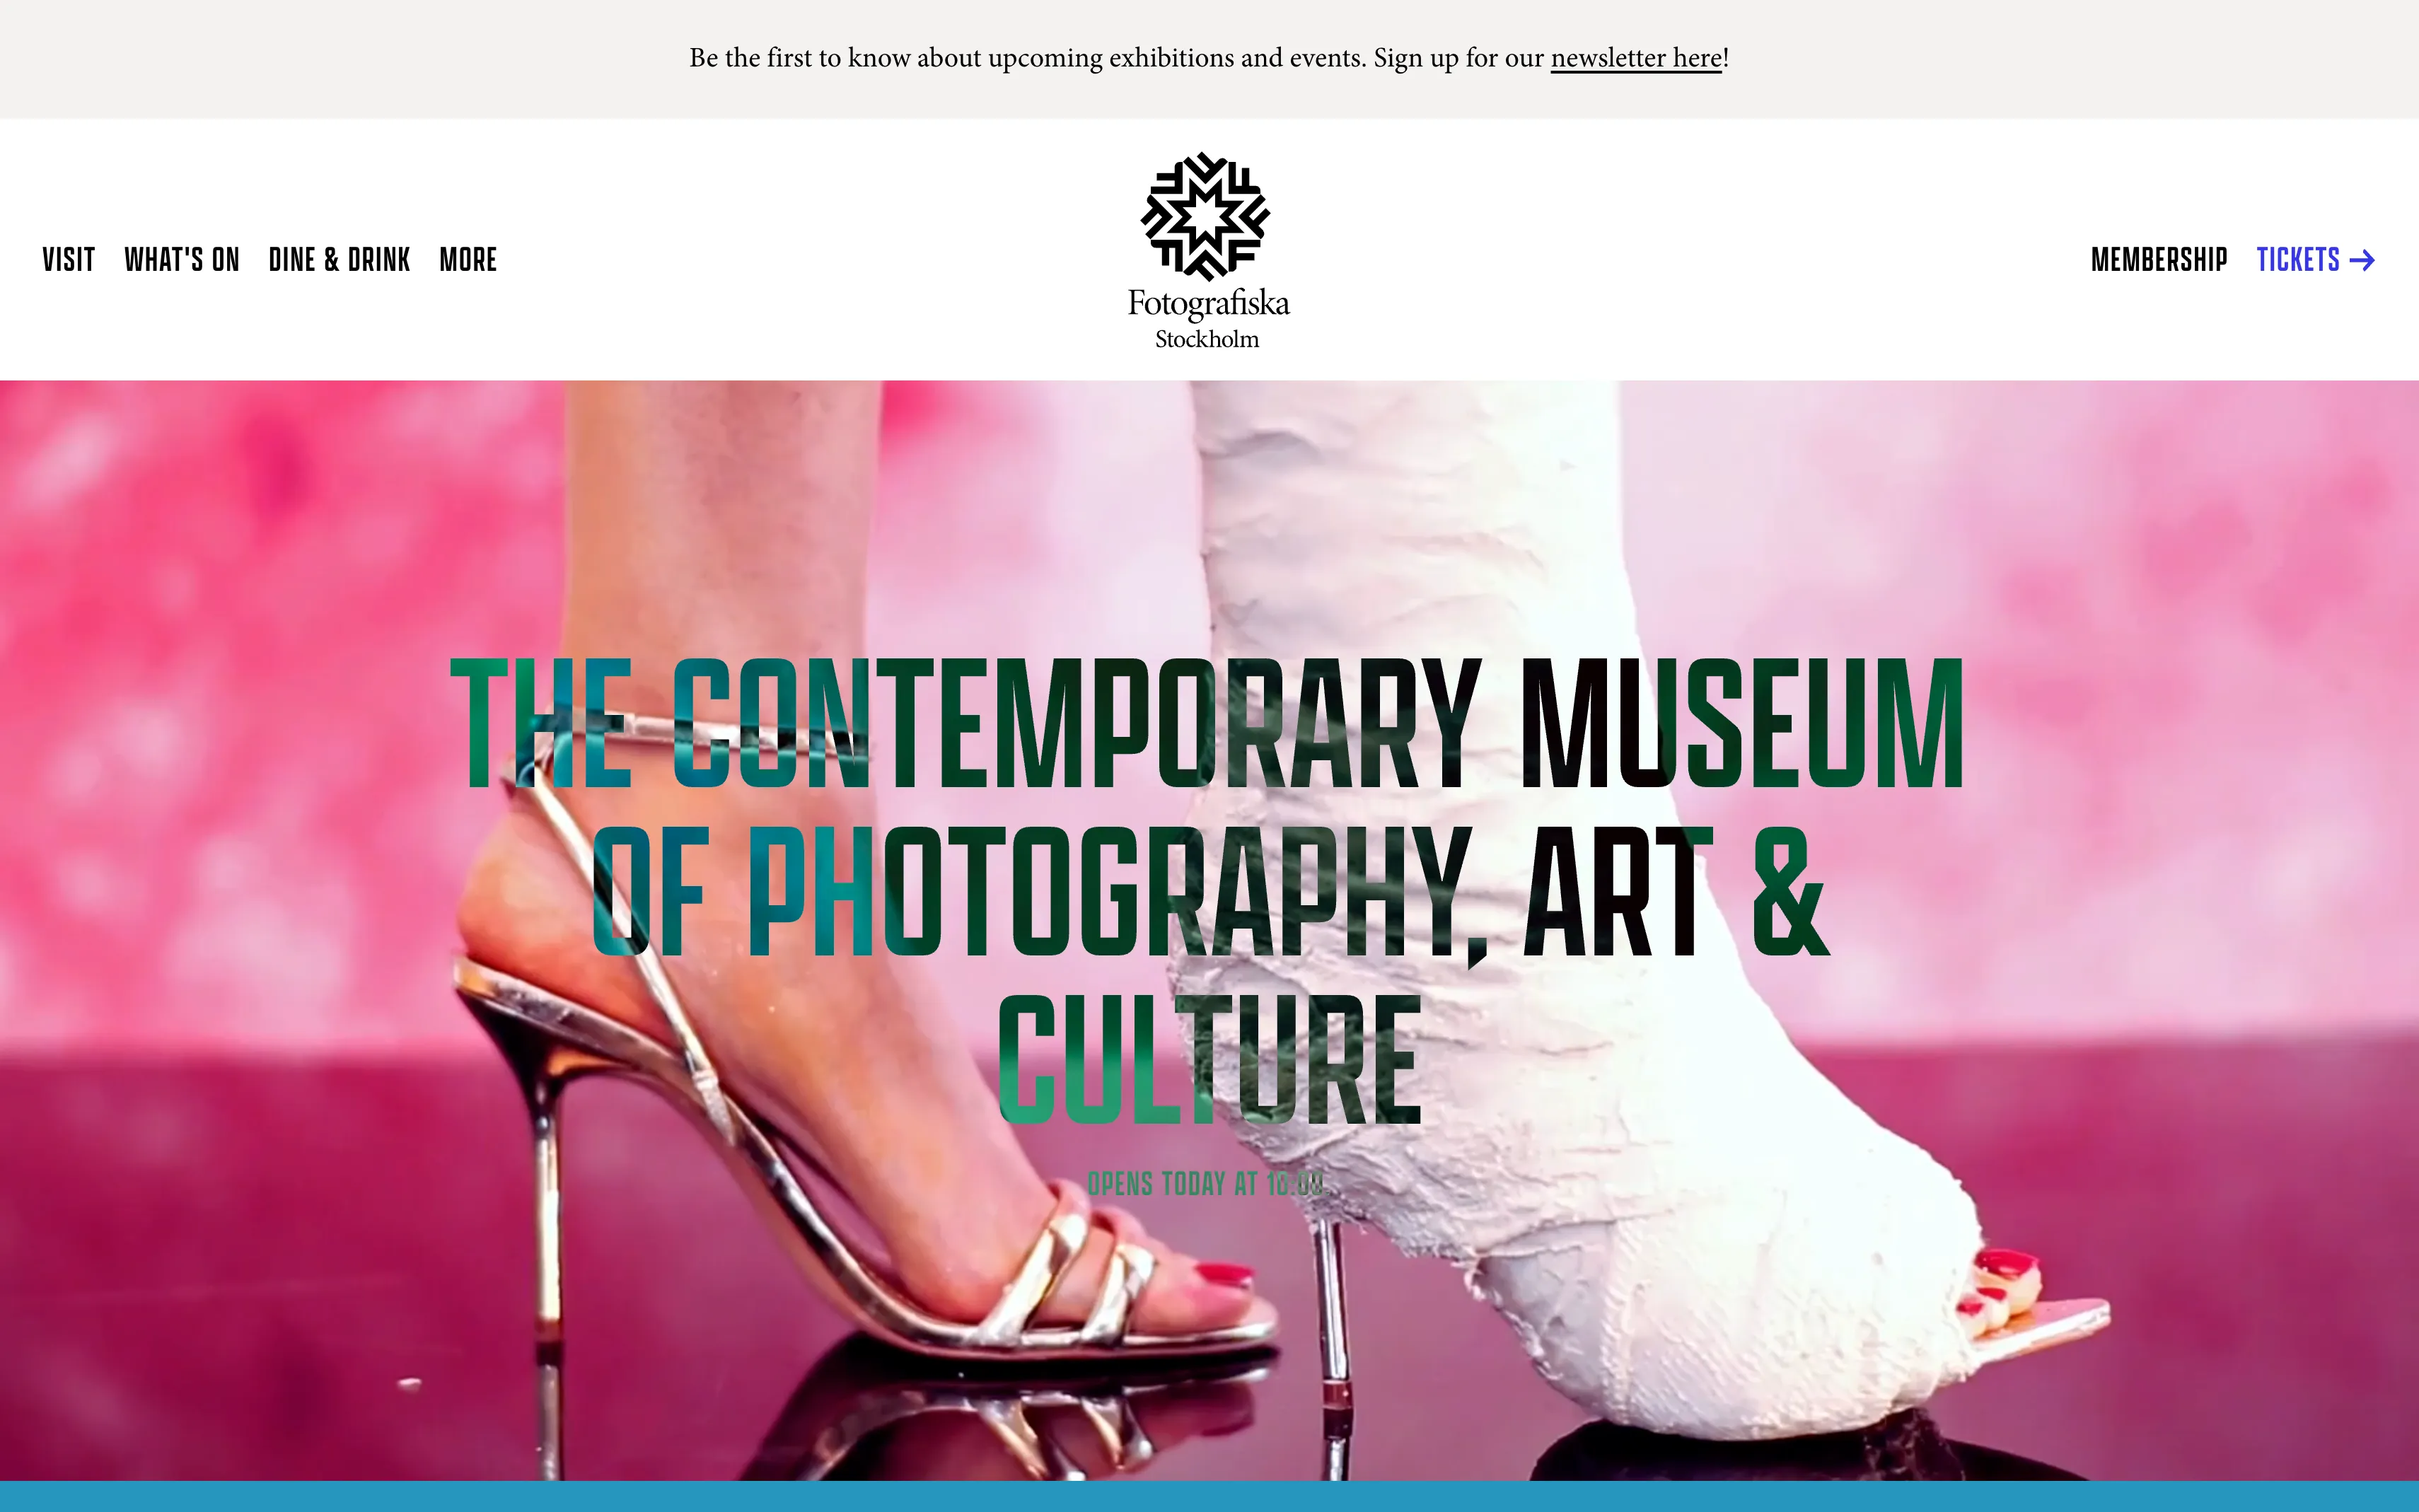 Be the first to know about upcoming exhibitions and events. Sign up for our newsletter here!
VISIT WHAT'S ON DINE & DRINK MORE
Fotografiska
Stockholm
MEMBERSHIP TICKETS →
THE CONTEMPORARY MUSEUM
OF PHOTOGRAPHY, ART &
CULTURE
OPENS TODAY AT 10:00.